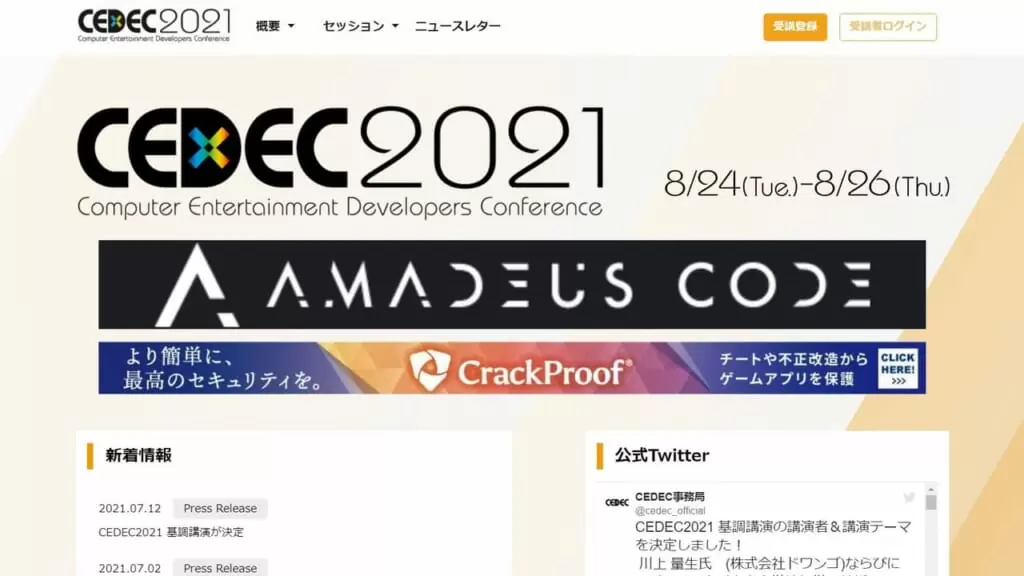 CEDEC2021
Computer Entertainment Developers Conference
概要 セッション ニュースレター
受講登録 受講者ログイン
CEDEC2021
Computer Entertainment Developers Conference
8/24(Tue.)-8/26(Thu.)
AMADEUS CODE
より簡単に、
最高のセキュリティを。
CrackProof®
チートや不正改造から
ゲームアプリを保護
CLICK
HERE!
>>>
新着情報
2021.07.12 Press Release
CEDEC2021 基調講演が決定
2021.07.02 Press Release
公式Twitter
CEDEC
CEDEC事務局
@cedec_official
CEDEC2021 基調講演の講演者＆講演テーマ
を決定しました！
川上 量生氏 (株式会社ドワンゴ)ならびに